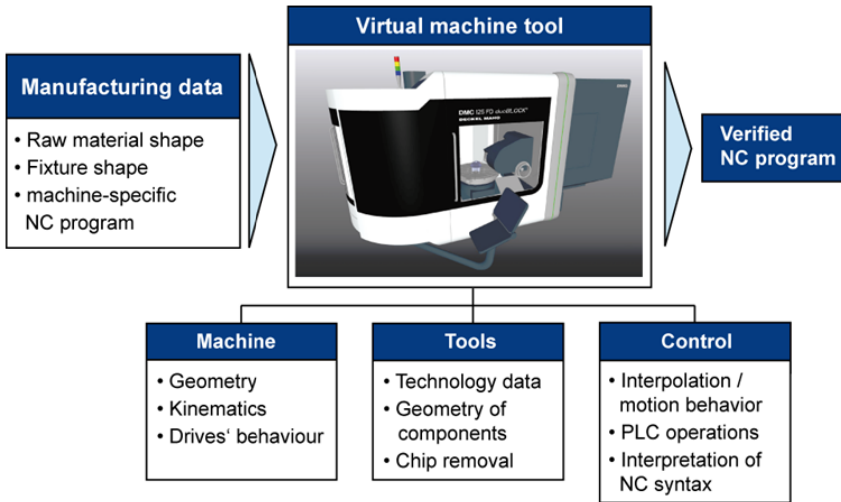 Virtual machine tool
Manufacturing data
• Raw material shape
• Fixture shape
• machine-specific
NC program
DMC 125 FD duoBLOCK®
DECKEL MAHO
Verified
NC program
Machine
• Geometry
• Kinematics
• Drives‘ behaviour
Tools
• Technology data
• Geometry of
components
• Chip removal
Control
• Interpolation /
motion behavior
• PLC operations
• Interpretation of
NC syntax